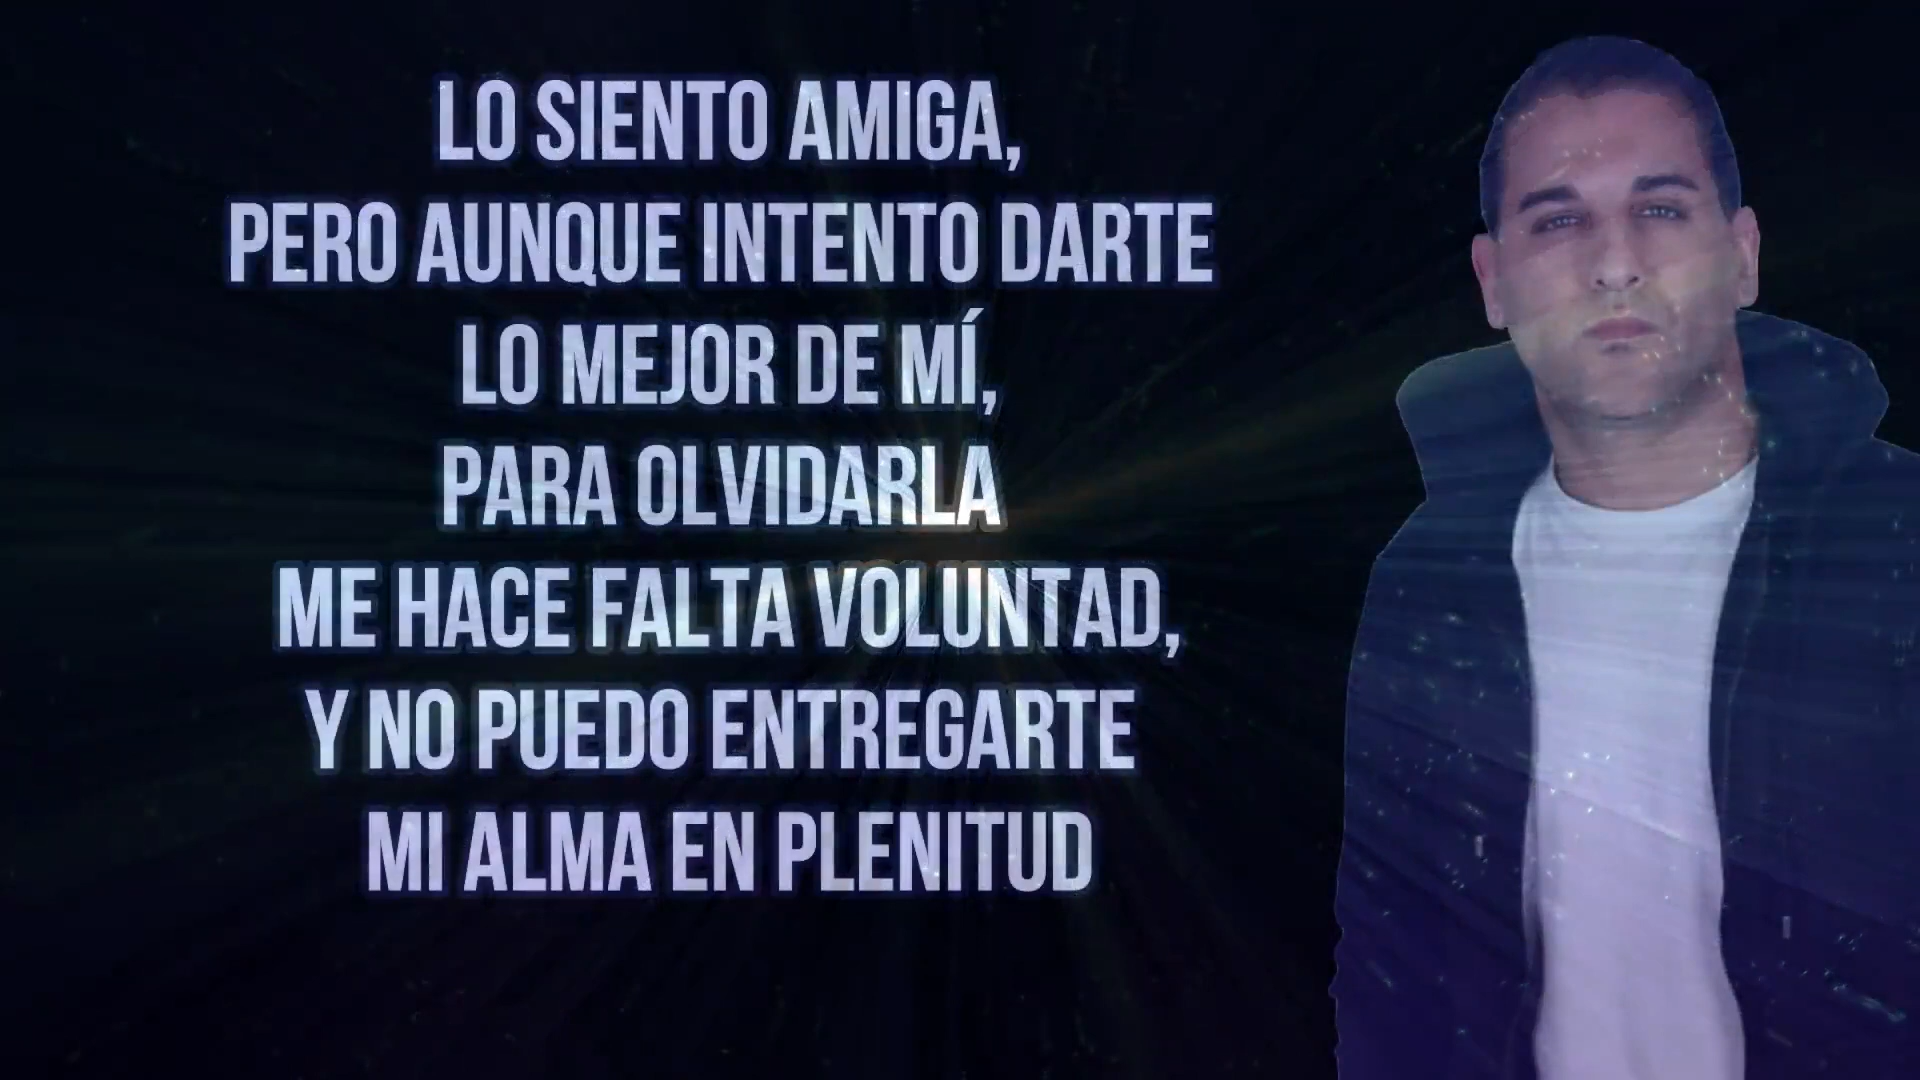 LO SIENTO AMIGA,
PERO AUNQUE INTENTO DARTE
LO MEJOR DE MÍ,
PARA OLVIDARLA
ME HACE FALTA VOLUNTAD,
Y NO PUEDO ENTREGARTE
MI ALMA EN PLENITUD